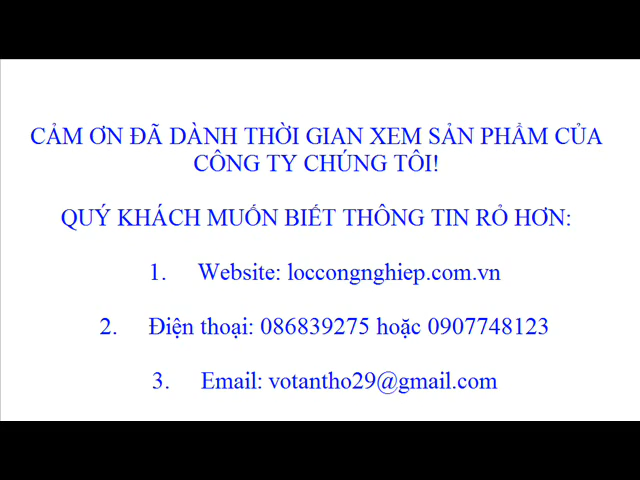 CẢM ƠN ĐÃ DÀNH THỜI GIAN XEM SẢN PHẨM CỦA
CÔNG TY CHÚNG TÔI!
QUÝ KHÁCH MUỐN BIẾT THÔNG TIN RỎ HƠN:
1. Website: loccongnghiep.com.vn
2. Điện thoại: 086839275 hoặc 0907748123
3. Email: votantho29@gmail.com